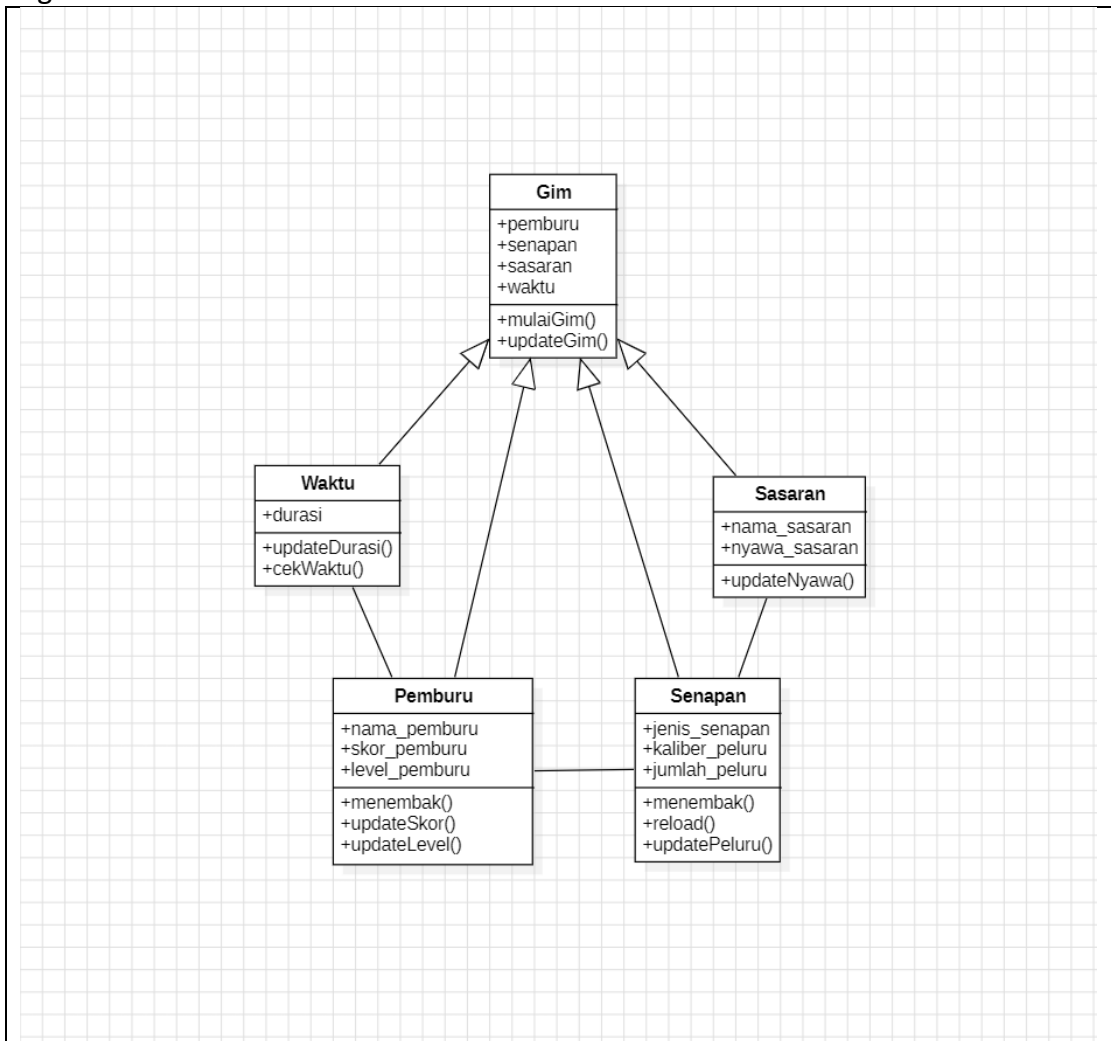 Gim
+pemburu
+senapan
+sasaran
+waktu
+mulaiGim()
+updateGim()
Waktu
+durasi
+updateDurasi()
+cekWaktu()
Sasaran
+nama_sasaran
+nyawa_sasaran
+updateNyawa()
Pemburu
+nama_pemburu
+skor_pemburu
+level_pemburu
+menembak()
+updateSkor()
+updateLevel()
Senapan
+jenis_senapan
+kaliber_peluru
+jumlah_peluru
+menembak()
+reload()
+updatePeluru()